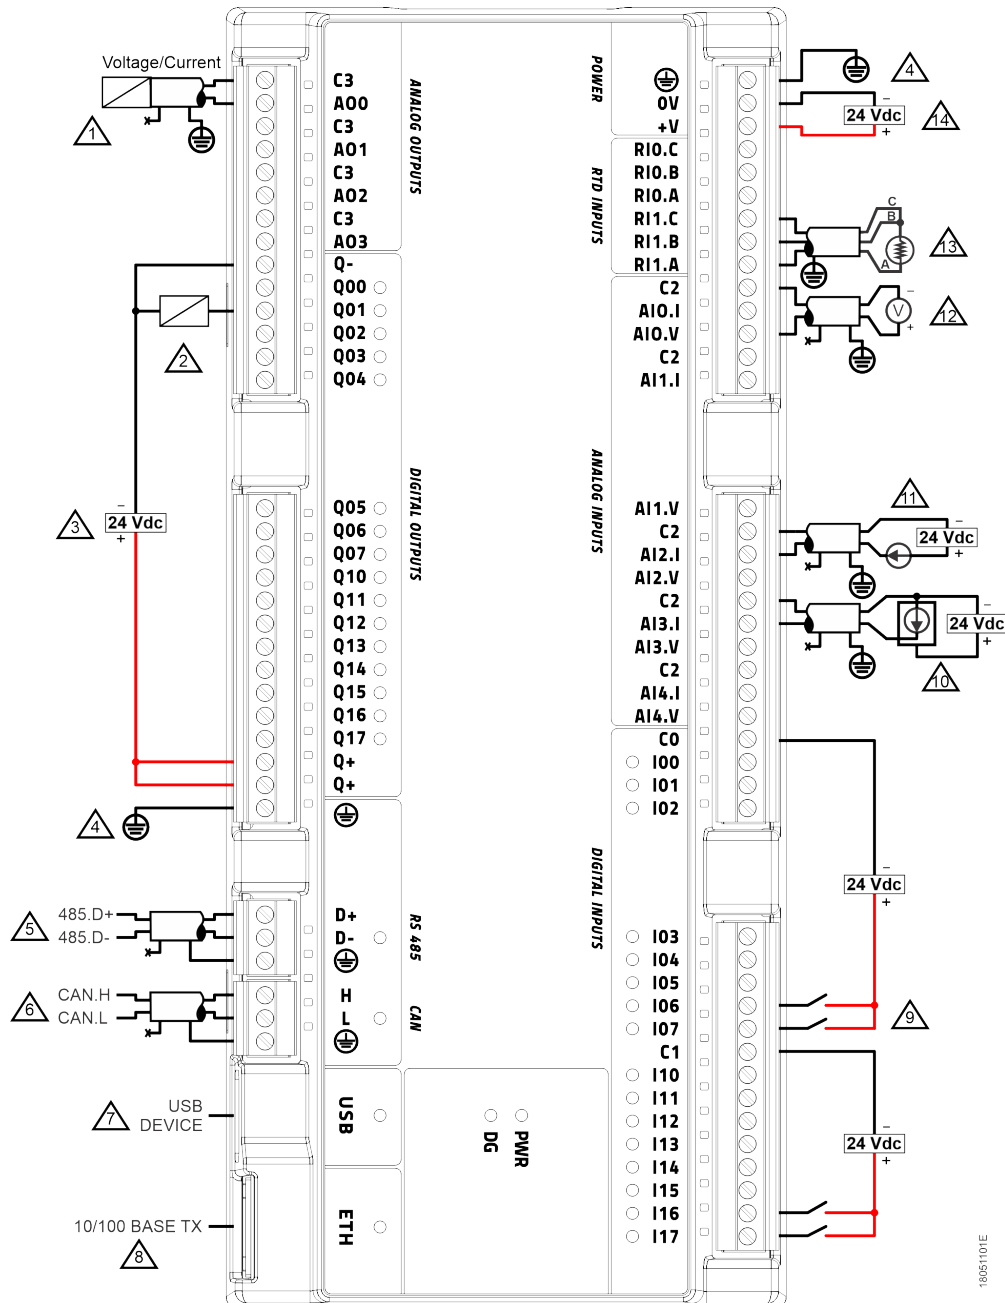 Voltage/Current
1
C3
AO0
C3
AO1
C3
AO2
C3
AO3
ANALOG OUTPUTS
Q-
Q00
Q01
Q02
Q03
Q04
2
3
–
24 Vdc
+
Q05
Q06
Q07
Q10
Q11
Q12
Q13
Q14
Q15
Q16
Q17
Q+
Q+
DIGITAL OUTPUTS
4
5
485.D+
485.D-
D+
D-
RS 485
6
CAN.H
CAN.L
H
L
CAN
7
USB
DEVICE
USB
10/100 BASE TX
8
ETH
DG
PWR
POWER
0V
+V
4
–
24 Vdc
+
14
RTD INPUTS
RI0.C
RI0.B
RI0.A
RI1.C
RI1.B
RI1.A
C
B
A
13
C2
AI0.I
AI0.V
C2
AI1.I
–
V
+
12
ANALOG INPUTS
AI1.V
C2
AI2.I
AI2.V
C2
AI3.I
AI3.V
C2
AI4.I
AI4.V
11
–
24 Vdc
+
–
24 Vdc
+
10
C0
I00
I01
I02
DIGITAL INPUTS
I03
I04
I05
I06
I07
–
24 Vdc
+
9
C1
I10
I11
I12
I13
I14
I15
I16
I17
–
24 Vdc
+
18051101E